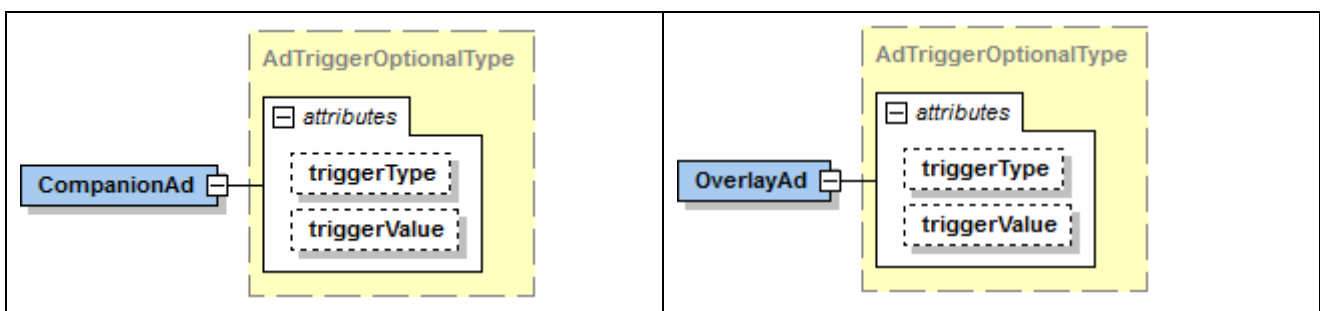 AdTriggerOptionalType
attributes
triggerType
CompanionAd
triggerValue
AdTriggerOptionalType
attributes
triggerType
OverlayAd
triggerValue